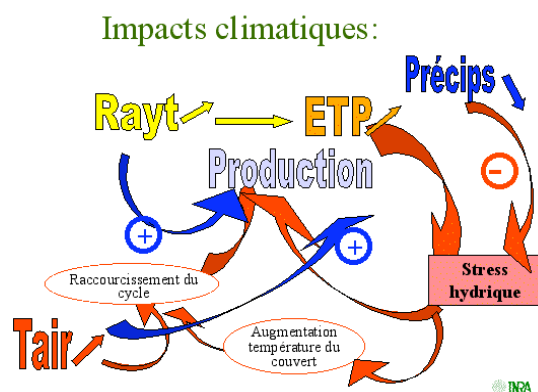 Impacts climatiques:
Précips
Rayt
ETP
Production
+
-
+
Stress
hydrique
Raccourcissement du
cycle
Augmentation
température du
couvert
Tair
INRA